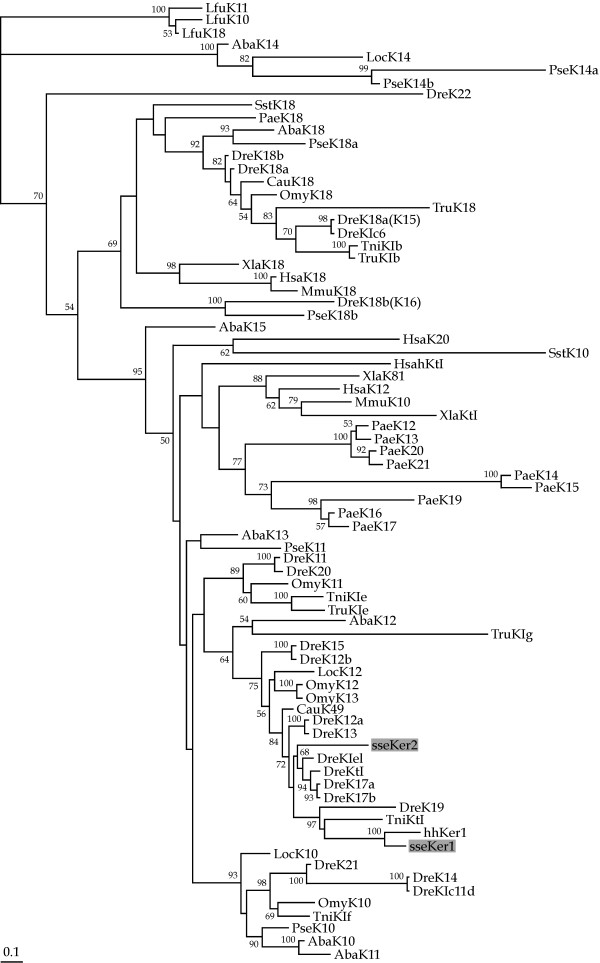 LfuK11
100
LfuK10
53 LfuK18
AbaK14
100
LocK14
82
PseK14a
99
PseK14b
DreK22
SstK18
PaeK18
AbaK18
93
PseK18a
92
DreK18b
82
DreK18a
CauK18
70
64
OmyK18
54
TruK18
83
DreK18a(K15)
98
DreKIc6
70
TniKIb
100
TruKIb
69
XlaK18
98
HsaK18
100
MmuK18
DreK18b(K16)
100
PseK18b
54
AbaK15
HsaK20
62
SstK10
HsahKtI
95
XlaK81
88
HsaK12
62
79 MmuK10
XlaKtI
50
PaeK12
53
PaeK13
100
PaeK20
92
PaeK21
77
PaeK14
100
PaeK15
73
PaeK19
98
PaeK16
57 PaeK17
AbaK13
PseK11
DreK11
100
DreK20
89
OmyK11
60
TniKIe
100
TruKIe
AbaK12
54
TruKIg
64
DreK15
100
DreK12b
75
LocK12
OmyK12
100
OmyK13
56
CauK49
DreK12a
100
DreK13
84
sseKer2
72
68
DreKIel
DreKtI
94
DreK17a
93 DreK17b
DreK19
97
TniKtI
hhKer1
100
sseKer1
LocK10
93
DreK21
98
100
DreK14
100
DreKIc11d
OmyK10
69
TniKIf
PseK10
90
AbaK10
100
AbaK11
0.1